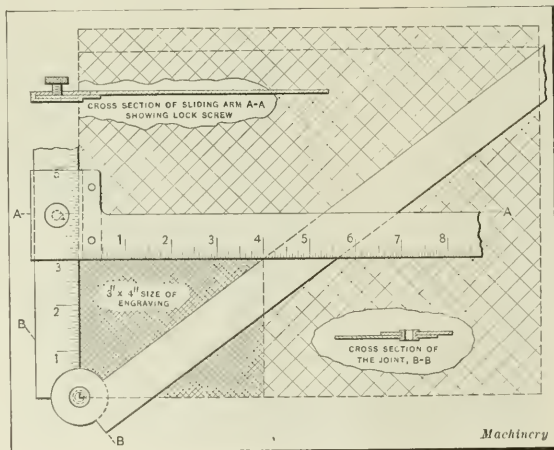 CROSS SECTION OF SLIDING ARM A-A
SHOWING LOCK SCREW
5
A
A
1 2 3 4 5 6 7 8
3
3" x 4" SIZE OF
ENGRAVING
2
B
1
CROSS SECTION OF
THE JOINT, B-B
B
Machinery